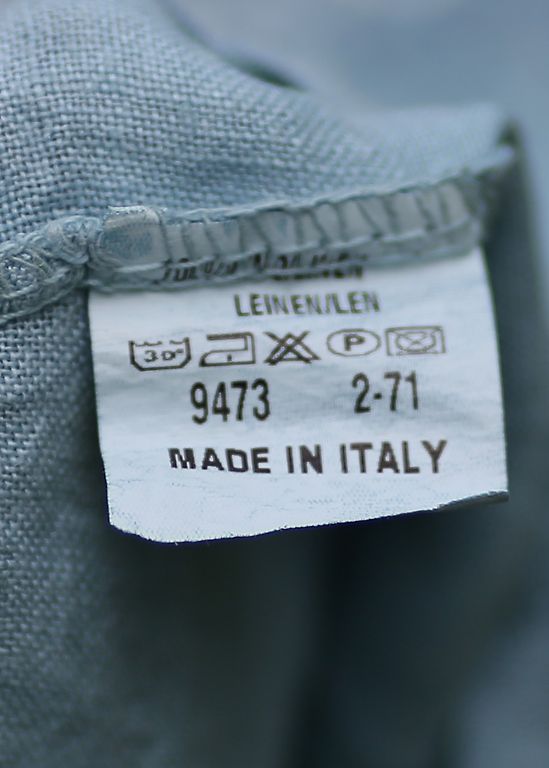 LEINEN/LEN
30° P
9473 2-71
MADE IN ITALY